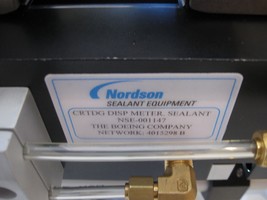 Nordson
SEALANT EQUIPMENT
CRTDG DISP METER, SEALANT
NSE-001147
THE BOEING COMPANY
NETWORK: 4015298 B